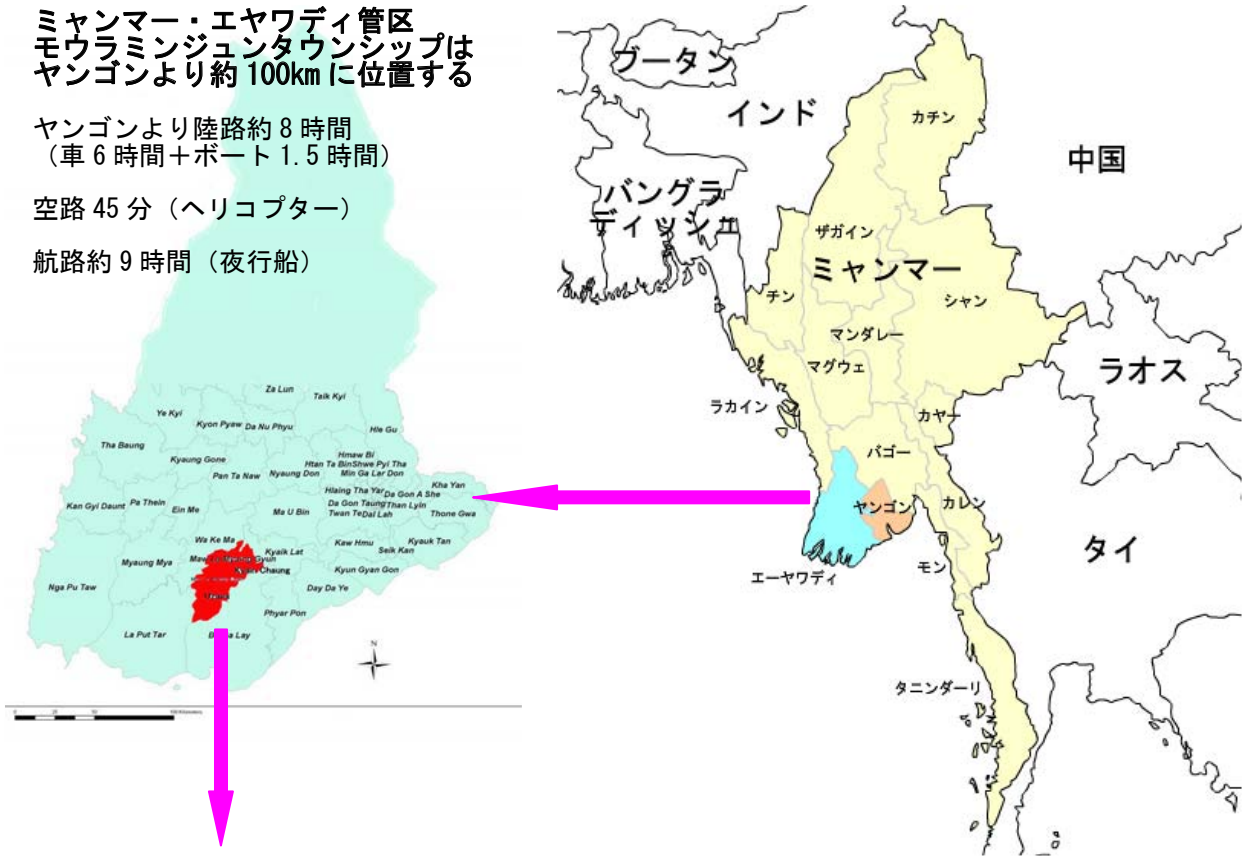 ミャンマー・エヤワディ管区
モウラミンジュンタウンシップは
ヤンゴンより約100kmに位置する
ヤンゴンより陸路約8時間
（車6時間＋ボート1.5時間）
空路45分（ヘリコプター）
航路約9時間（夜行船）
Za Lun
Taik Kyi
Ye Kyi
Kyon Pyaw
Da Nu Phyu
Hle Gu
Tha Baung
Kyaung Gone
Hmaw Bi
Htan Ta Bin
Shwe Pyi Tha
Pan Ta Naw
Nyaung Don
Min Ga Lar Don
Hlaing Tha Yar
Da Gon A She
Kha Yan
Kan Gyi Daunt
Pa Thein
Ein Me
Ma U Bin
Da Gon Taung
Than Lyin
Twan Te
Dal Lah
Thone Gwa
Wa Ke Ma
Kaw Hmu
Kyauk Tan
Seik Kan
Kyaik Lat
Myaung Mya
Gyun
Chaung
Kyun Gyan Gon
Nga Pu Taw
Day Da Ye
Phyar Pon
La Put Tar
Lay
N
ブータン
インド
カチン
中国
バングラ
ディッシュ
ザガイン
ミャンマー
チン
シャン
マンダレー
マグウェ
ラオス
ラカイン
カヤー
バゴー
ヤンゴン
カレン
タイ
モン
エーヤワディ
タニンダーリ